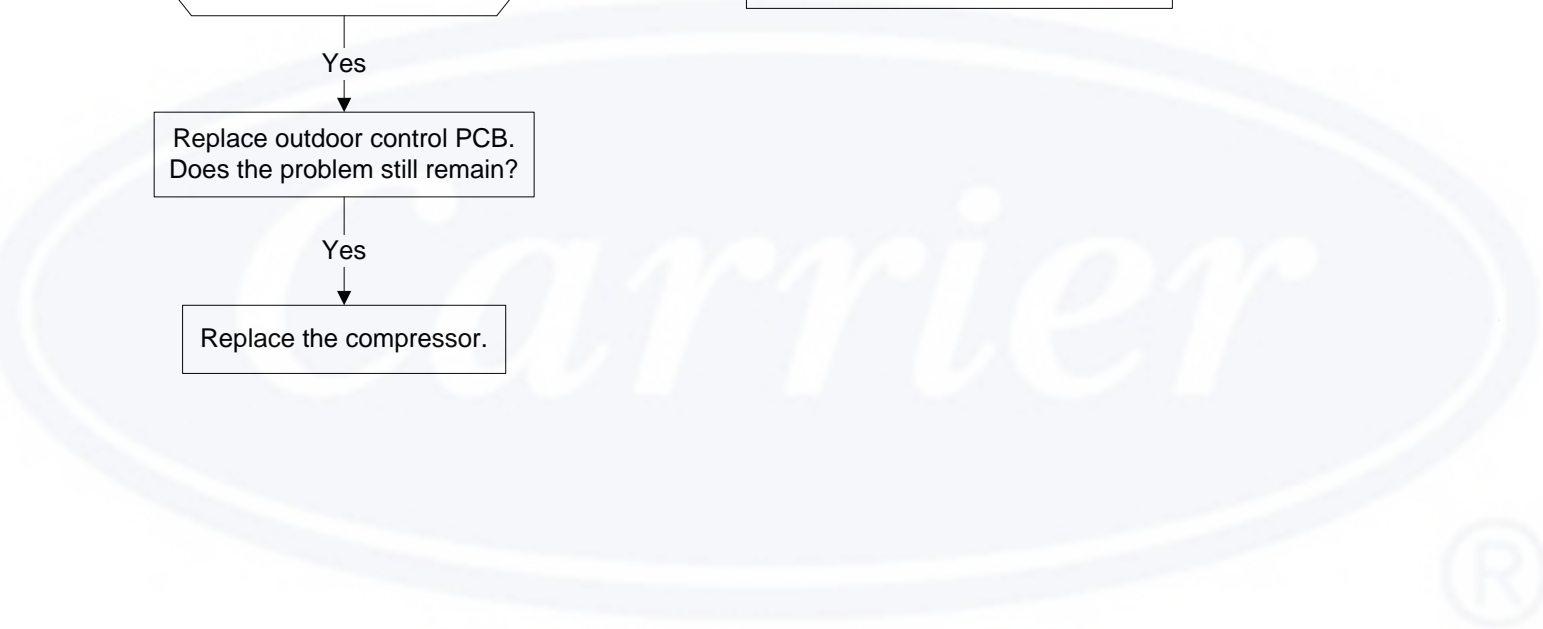 Yes
Replace outdoor control PCB.
Does the problem still remain?
Yes
Replace the compressor.
Carrier
®